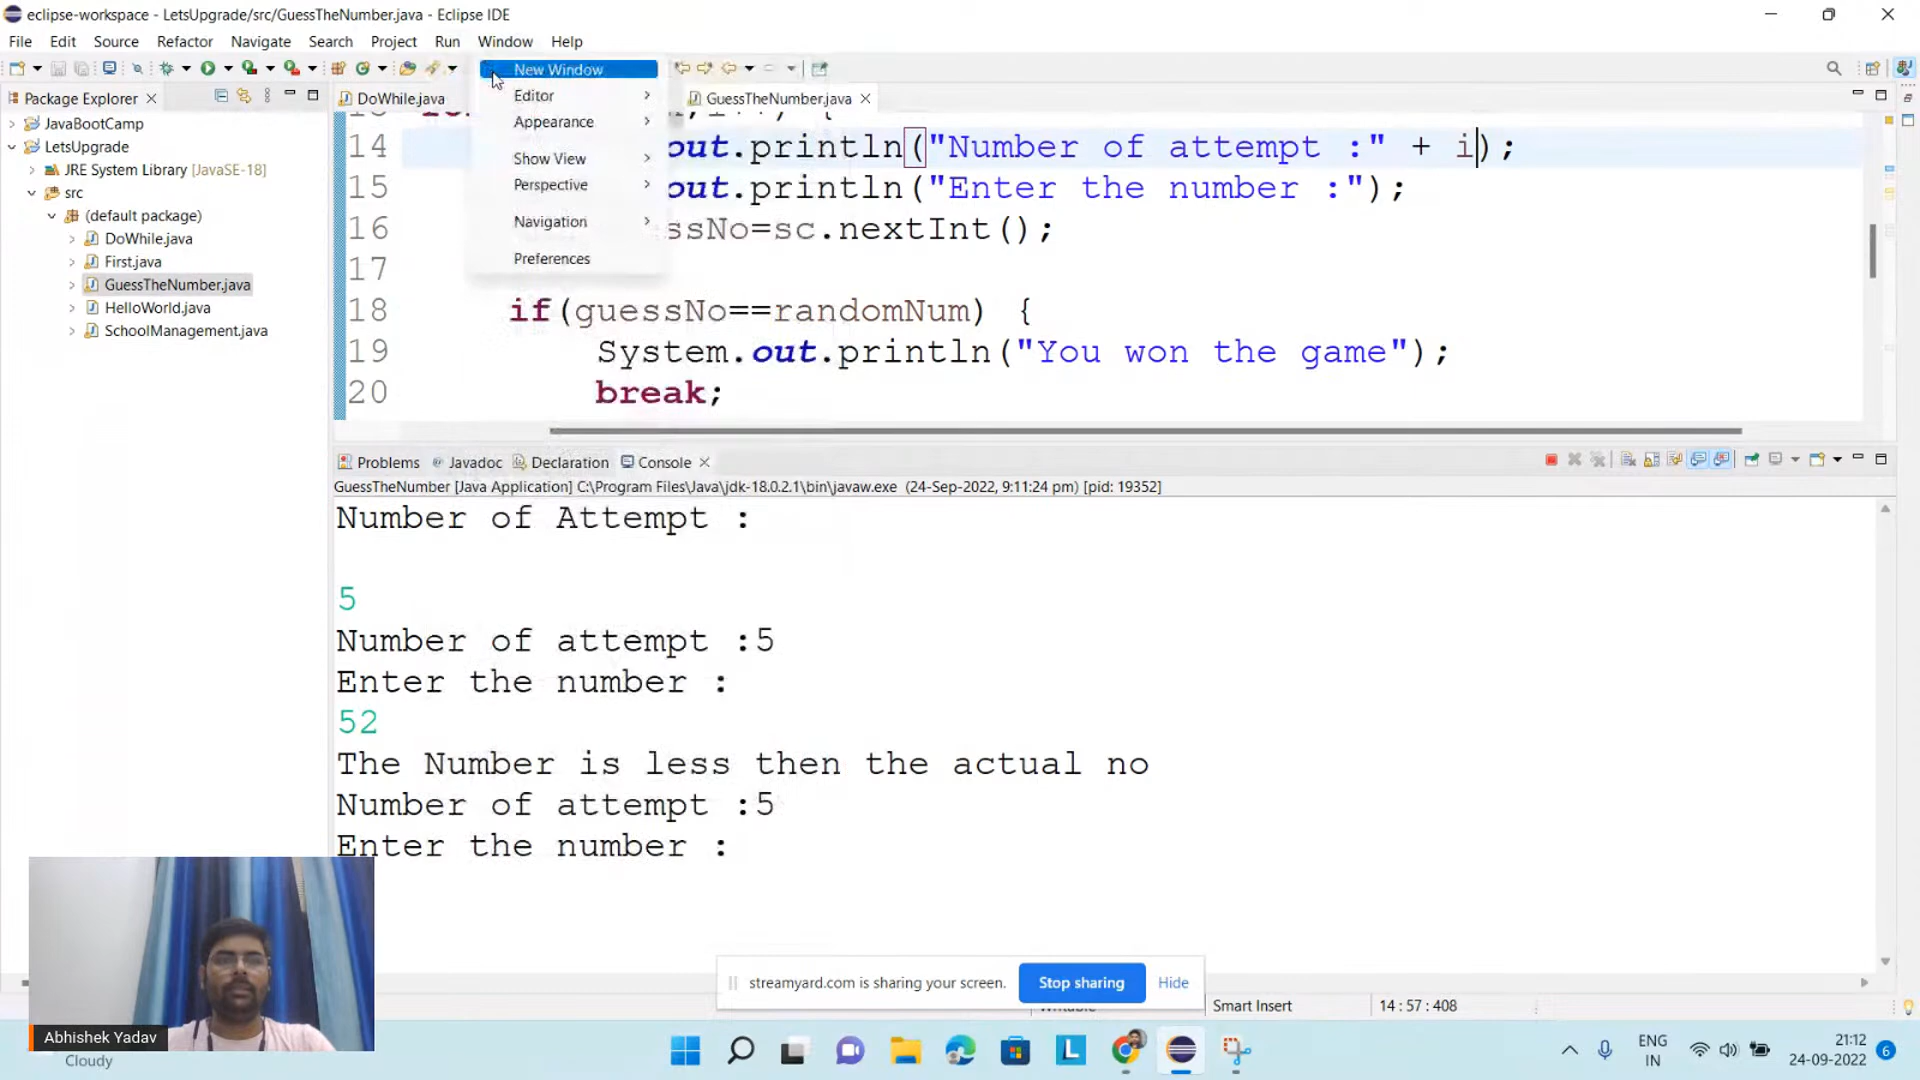 eclipse-workspace - LetsUpgrade/src/GuessTheNumber.java - Eclipse IDE
File Edit Source Refactor Navigate Search Project Run Window Help
New Window
Editor
Appearance
Show View
Perspective
Navigation
Preferences
Package Explorer
JavaBootCamp
LetsUpgrade
JRE System Library [JavaSE-18]
src
(default package)
DoWhile.java
First.java
GuessTheNumber.java
HelloWorld.java
SchoolManagement.java
DoWhile.java GuessTheNumber.java
14 out.println("Number of attempt :" + i);
15 out.println("Enter the number :");
16 ssNo=sc.nextInt();
17
18 if(guessNo==randomNum) {
19 System.out.println("You won the game");
20 break;
Problems Javadoc Declaration Console
GuessTheNumber [Java Application] C:\Program Files\Java\jdk-18.0.2.1\bin\javaw.exe (24-Sep-2022, 9:11:24 pm) [pid: 19352]
Number of Attempt :
5
Number of attempt :5
Enter the number :
52
The Number is less then the actual no
Number of attempt :5
Enter the number :
streamyard.com is sharing your screen. Stop sharing Hide
Writable Smart Insert 14 : 57 : 408
Abhishek Yadav
Cloudy
L
ENG
IN
21:12
24-09-2022
6